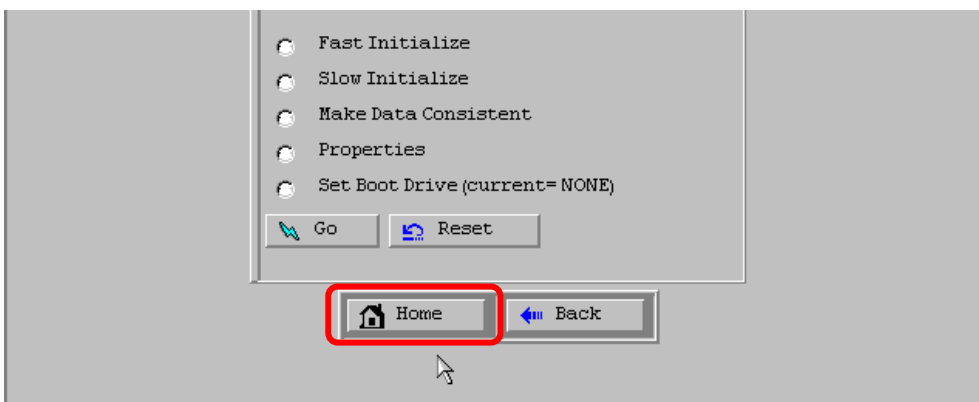 Fast Initialize
Slow Initialize
Make Data Consistent
Properties
Set Boot Drive (current= NONE)
Go Reset
Home Back